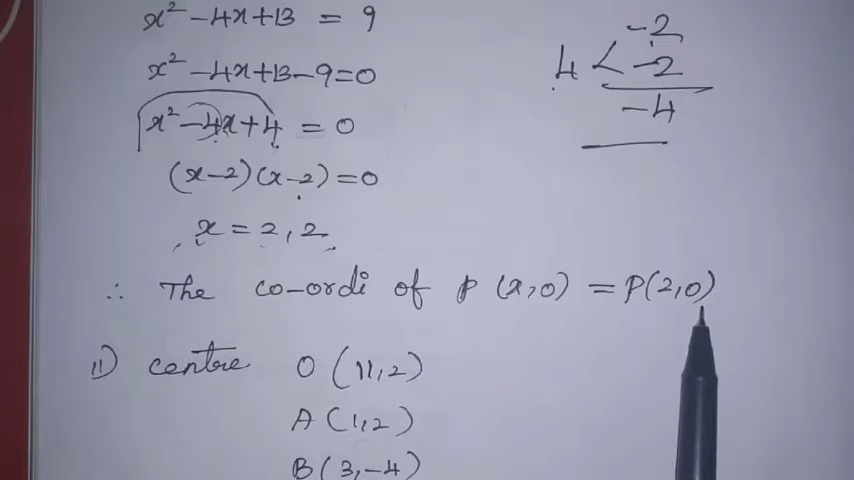 x² - 4x + 13 = 9
x² - 4x + 13 - 9 = 0
x² - 4x + 4 = 0
(x-2)(x-2) = 0
x = 2, 2
∴ The co-ordi of P (x, 0) = P(2, 0)
ii) centre O (11, 2)
A (1, 2)
B (3, -4)
-2
4 < -2
-4